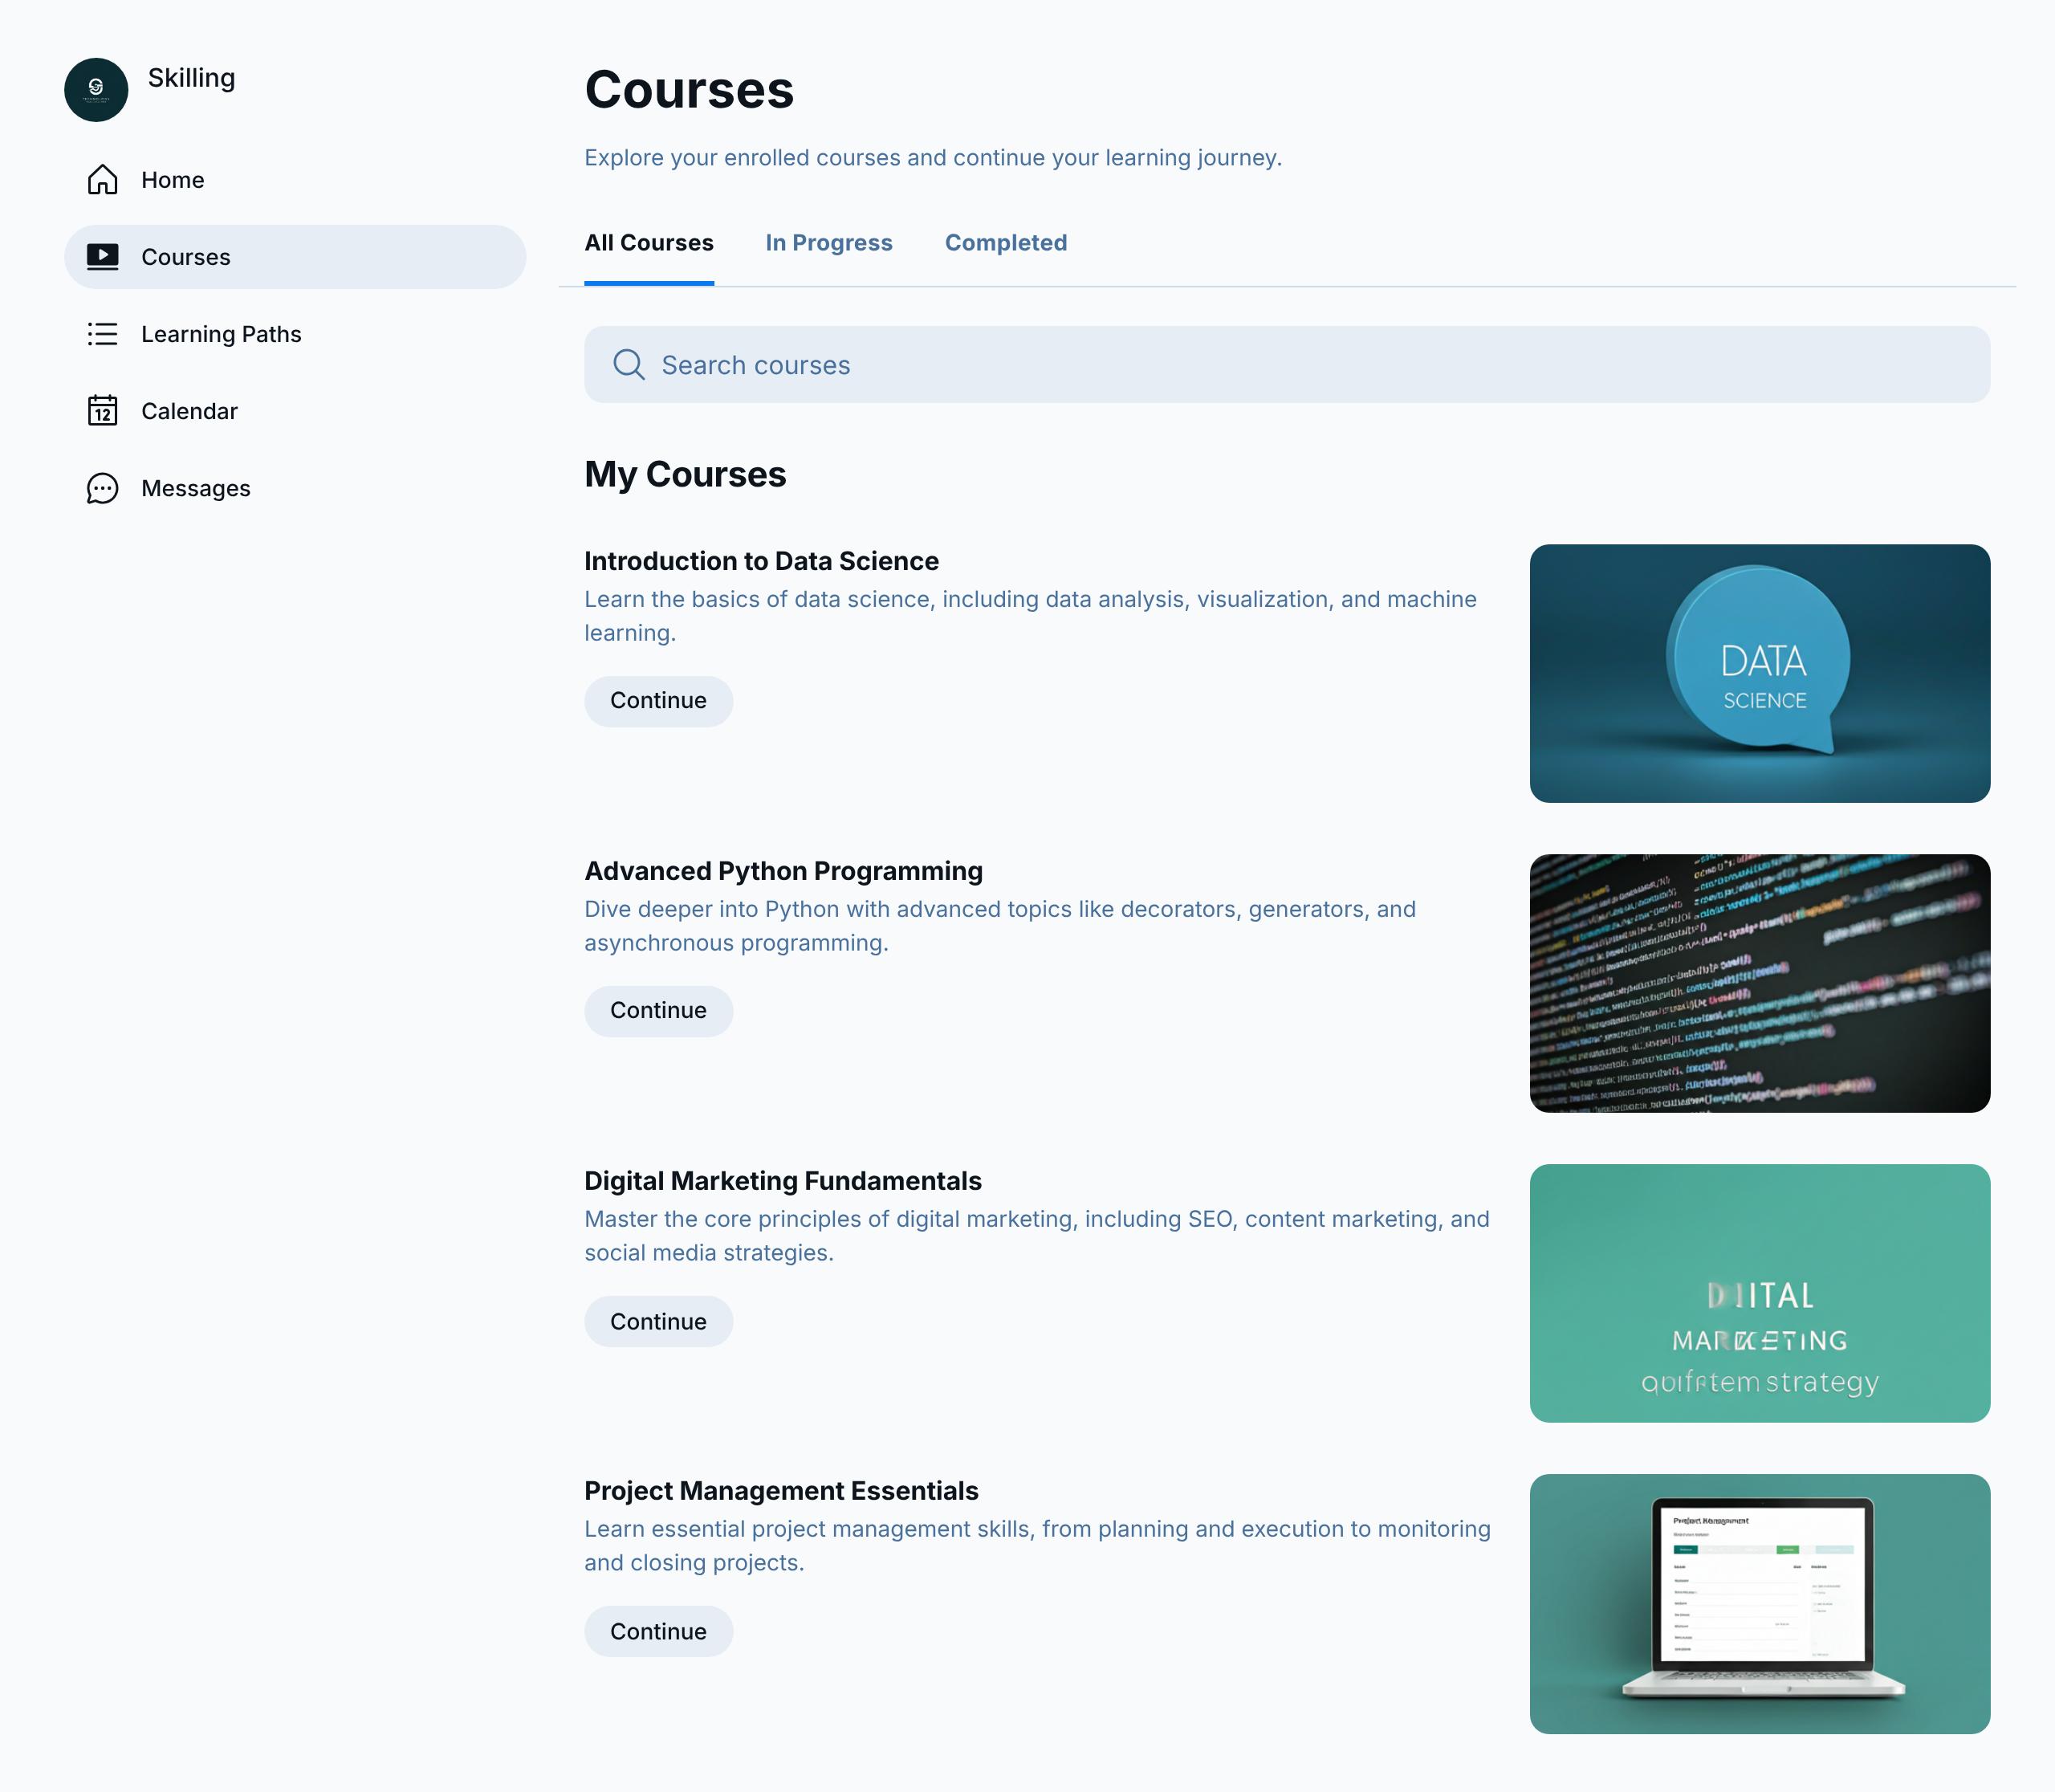 Skilling
Home
Courses
Learning Paths
12
Calendar
Messages
Courses
Explore your enrolled courses and continue your learning journey.
All Courses
In Progress
Completed
Search courses
My Courses
Introduction to Data Science
Learn the basics of data science, including data analysis, visualization, and machine
learning.
Continue
DATA
SCIENCE
Advanced Python Programming
Dive deeper into Python with advanced topics like decorators, generators, and
asynchronous programming.
Continue
Digital Marketing Fundamentals
Master the core principles of digital marketing, including SEO, content marketing, and
social media strategies.
Continue
MARKETING
strategy
Project Management Essentials
Learn essential project management skills, from planning and execution to monitoring
and closing projects.
Continue
Project Management